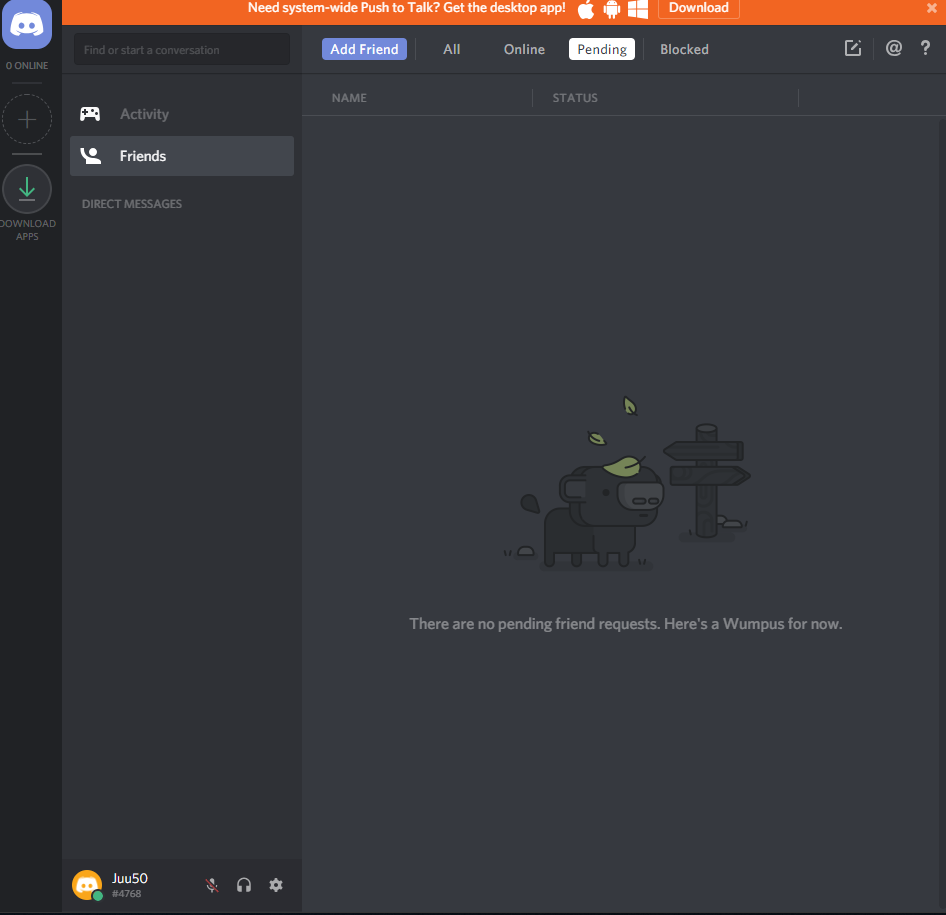 Need system-wide Push to Talk? Get the desktop app!
Download
0 ONLINE
DOWNLOAD
APPS
Find or start a conversation
Activity
Friends
DIRECT MESSAGES
Add Friend
All
Online
Pending
Blocked
@
?
NAME
STATUS
There are no pending friend requests. Here's a Wumpus for now.
Juu50
#4768